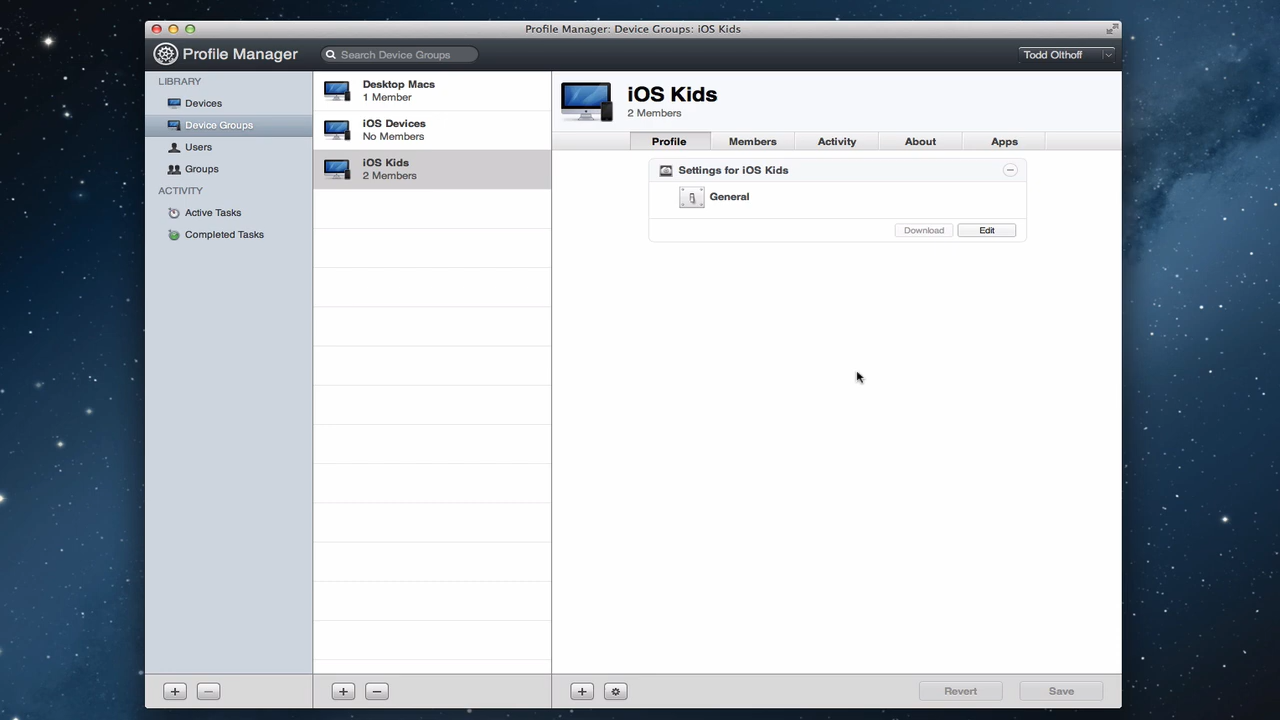 Profile Manager: Device Groups: iOS Kids
Profile Manager
Search Device Groups
Todd Olthoff
LIBRARY
Devices
Device Groups
Users
Groups
ACTIVITY
Active Tasks
Completed Tasks
Desktop Macs
1 Member
iOS Devices
No Members
iOS Kids
2 Members
iOS Kids
2 Members
Profile
Members
Activity
About
Apps
Settings for iOS Kids
General
Download
Edit
Revert
Save